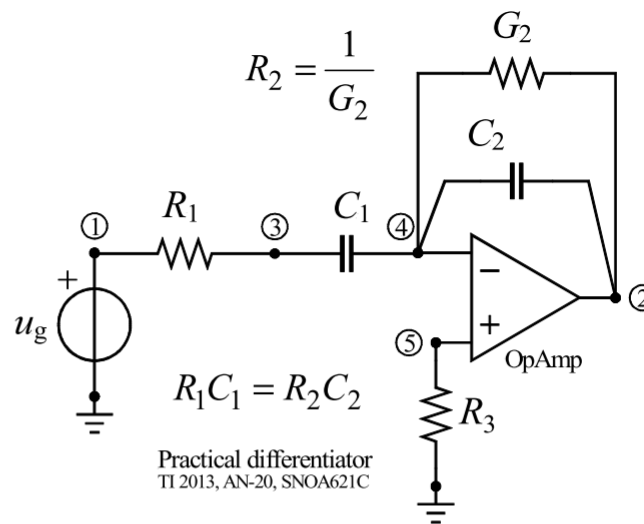 G₂
R₂ = 1/G₂
C₂
① R₁ ③ C₁ ④
+
−
u_g
②
+
⑤
OpAmp
R₁C₁ = R₂C₂
R₃
Practical differentiator
TI 2013, AN-20, SNOA621C